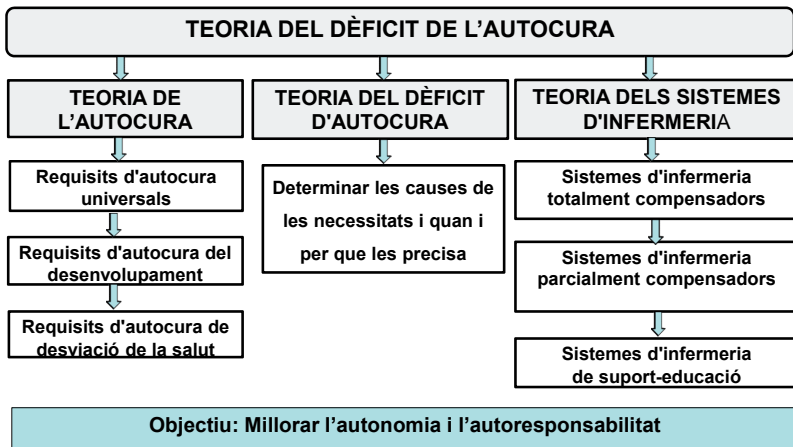 TEORIA DEL DÈFICIT DE L’AUTOCURA
TEORIA DE
L’AUTOCURA
Requisits d'autocura
universals
Requisits d'autocura del
desenvolupament
Requisits d'autocura de
desviació de la salut
TEORIA DEL DÈFICIT
D'AUTOCURA
Determinar les causes de
les necessitats i quan i
per que les precisa
TEORIA DELS SISTEMES
D'INFERMERIA
Sistemes d'infermeria
totalment compensadors
Sistemes d'infermeria
parcialment compensadors
Sistemes d'infermeria
de suport-educació
Objectiu: Millorar l’autonomia i l’autoresponsabilitat